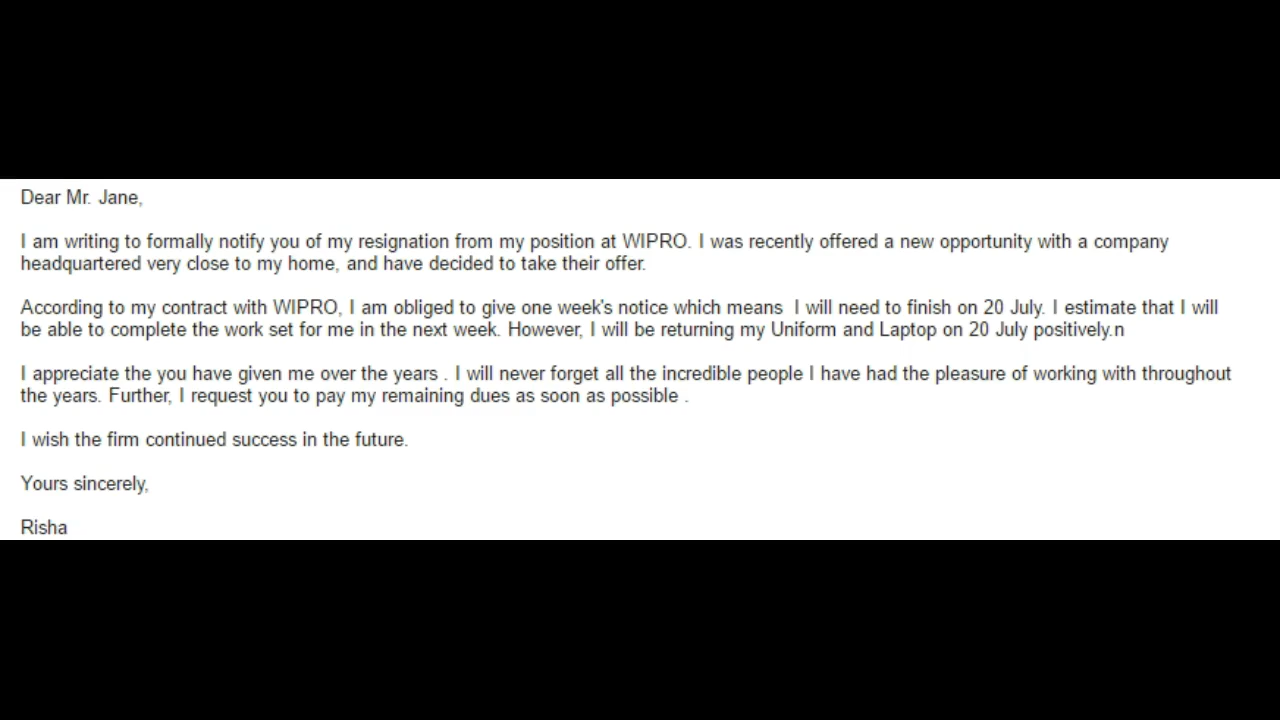 Dear Mr. Jane,
I am writing to formally notify you of my resignation from my position at WIPRO. I was recently offered a new opportunity with a company
headquartered very close to my home, and have decided to take their offer.
According to my contract with WIPRO, I am obliged to give one week's notice which means  I will need to finish on 20 July. I estimate that I will
be able to complete the work set for me in the next week. However, I will be returning my Uniform and Laptop on 20 July positively.n
I appreciate the you have given me over the years . I will never forget all the incredible people I have had the pleasure of working with throughout
the years. Further, I request you to pay my remaining dues as soon as possible .
I wish the firm continued success in the future.
Yours sincerely,
Risha